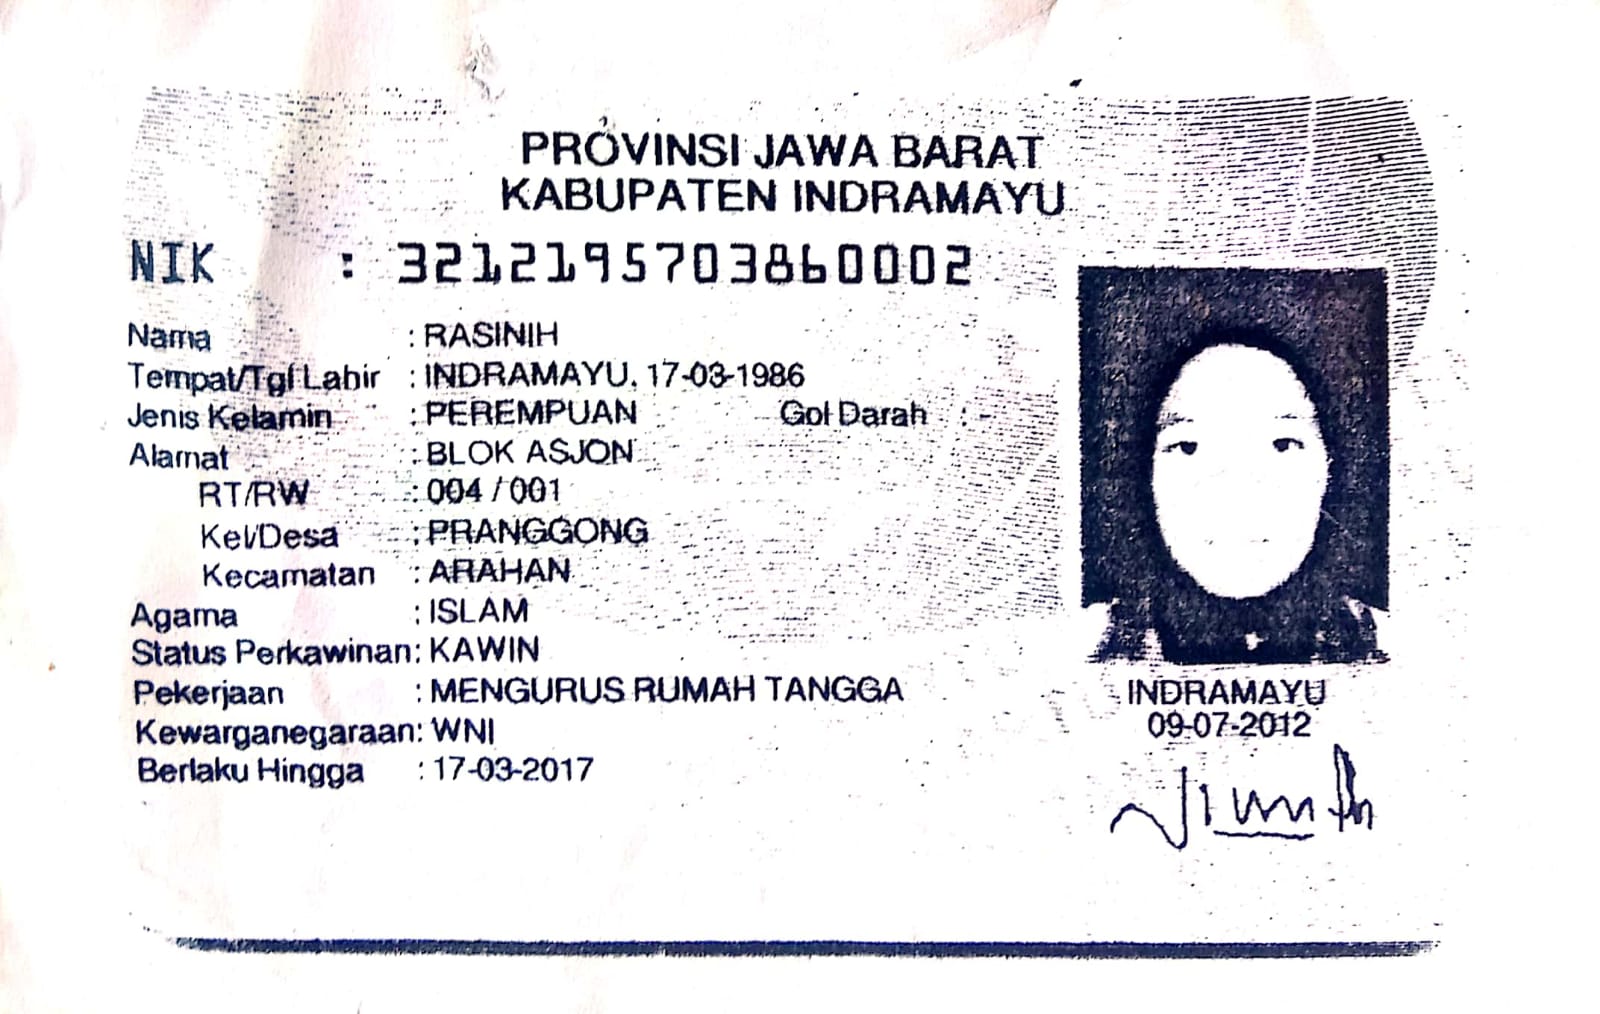 PROVINSI JAWA BARAT
KABUPATEN INDRAMAYU
NIK : 3212195703860002
Nama : RASINIH
Tempat/Tgl Lahir : INDRAMAYU, 17-03-1986
Jenis Kelamin : PEREMPUAN Gol Darah : -
Alamat : BLOK ASJON
RT/RW : 004 / 001
Kel/Desa : PRANGGONG
Kecamatan : ARAHAN
Agama : ISLAM
Status Perkawinan: KAWIN
Pekerjaan : MENGURUS RUMAH TANGGA
Kewarganegaraan: WNI
Berlaku Hingga : 17-03-2017
INDRAMAYU
09-07-2012